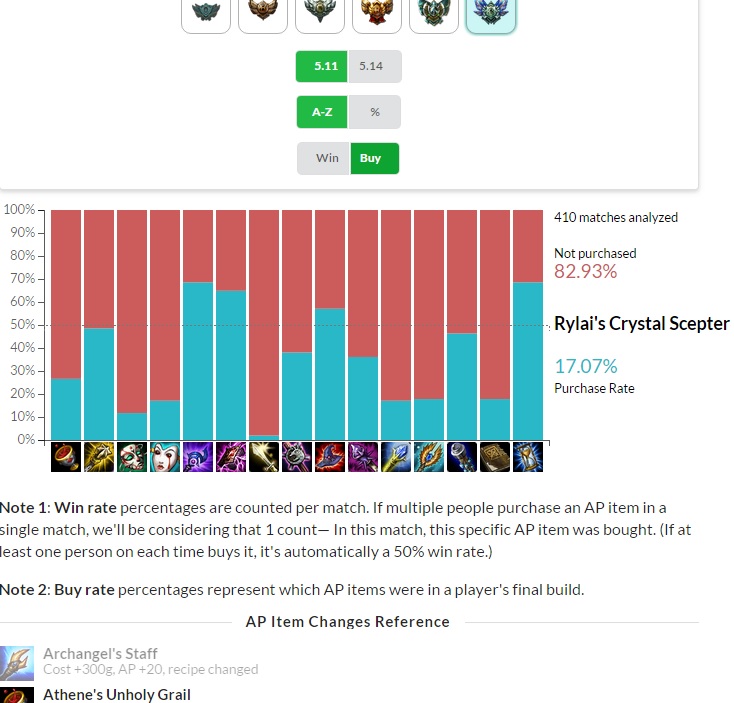 5.11 5.14
A-Z %
Win Buy
100%
90%
80%
70%
60%
50%
40%
30%
20%
10%
0%
410 matches analyzed
Not purchased
82.93%
Rylai's Crystal Scepter
17.07%
Purchase Rate
Note 1: Win rate percentages are counted per match. If multiple people purchase an AP item in a
single match, we'll be considering that 1 count— In this match, this specific AP item was bought. (If at
least one person on each time buys it, it's automatically a 50% win rate.)
Note 2: Buy rate percentages represent which AP items were in a player's final build.
AP Item Changes Reference
Archangel's Staff
Cost +300g, AP +20, recipe changed
Athene's Unholy Grail